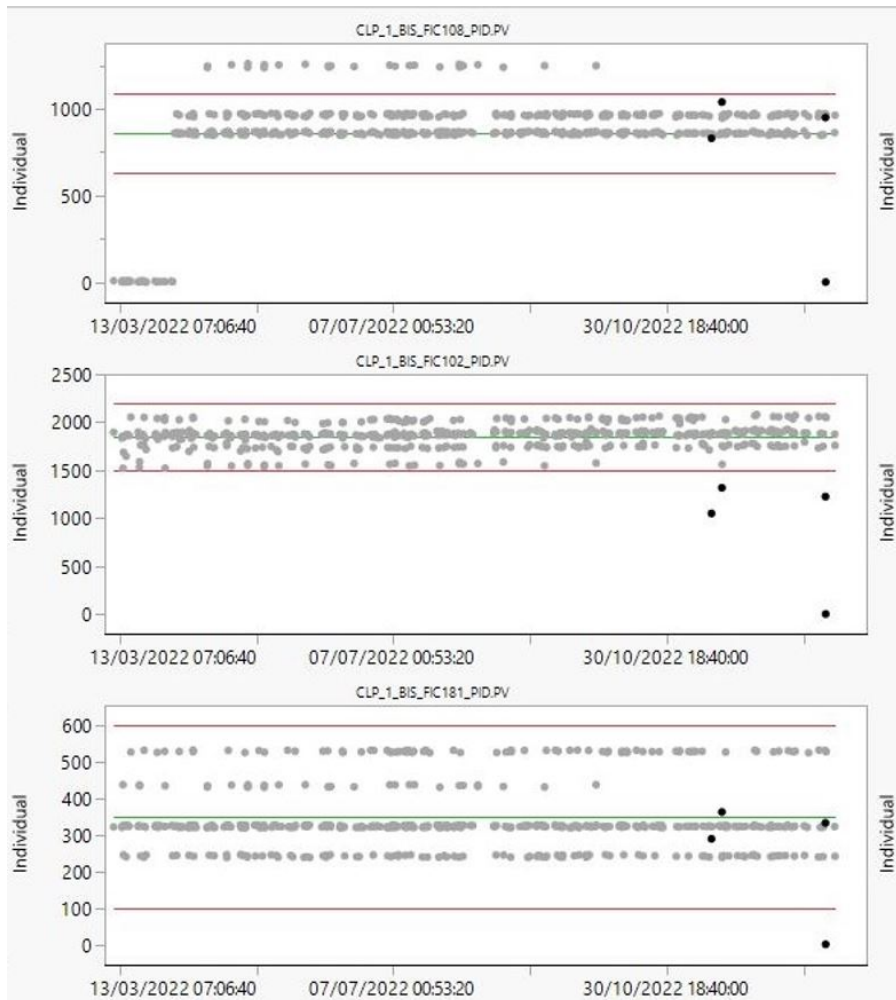 CLP_1_BIS_FIC108_PID.PV
Individual
1000
500
0
Individual
13/03/2022 07:06:40 07/07/2022 00:53:20 30/10/2022 18:40:00
CLP_1_BIS_FIC102_PID.PV
Individual
2500
2000
1500
1000
500
0
Individual
13/03/2022 07:06:40 07/07/2022 00:53:20 30/10/2022 18:40:00
CLP_1_BIS_FIC181_PID.PV
Individual
600
500
400
300
200
100
0
Individual
13/03/2022 07:06:40 07/07/2022 00:53:20 30/10/2022 18:40:00